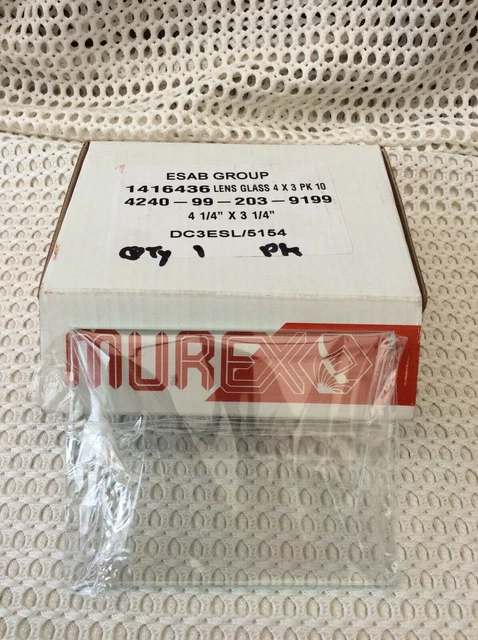 ESAB GROUP
1416436 LENS GLASS 4 X 3 PK 10
4240-99-203-9199
4 1/4" X 3 1/4"
DC3ESL/5154
QTy 1 PK
MUREX